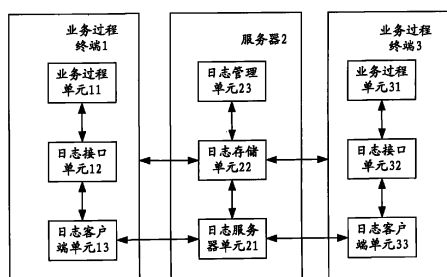 业务过程
终端1
业务过程
单元11
日志接口
单元12
日志客户
端单元13
服务器2
日志管理
单元23
日志存储
单元22
日志服务
器单元21
业务过程
终端3
业务过程
单元31
日志接口
单元32
日志客户
端单元33